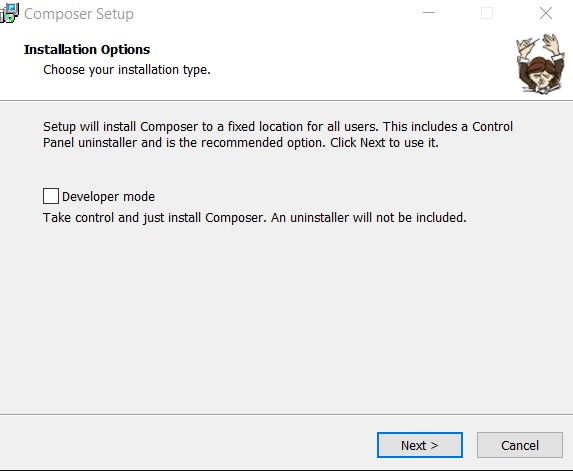 Composer Setup
Installation Options
Choose your installation type.
Setup will install Composer to a fixed location for all users. This includes a Control
Panel uninstaller and is the recommended option. Click Next to use it.
Developer mode
Take control and just install Composer. An uninstaller will not be included.
Next >
Cancel